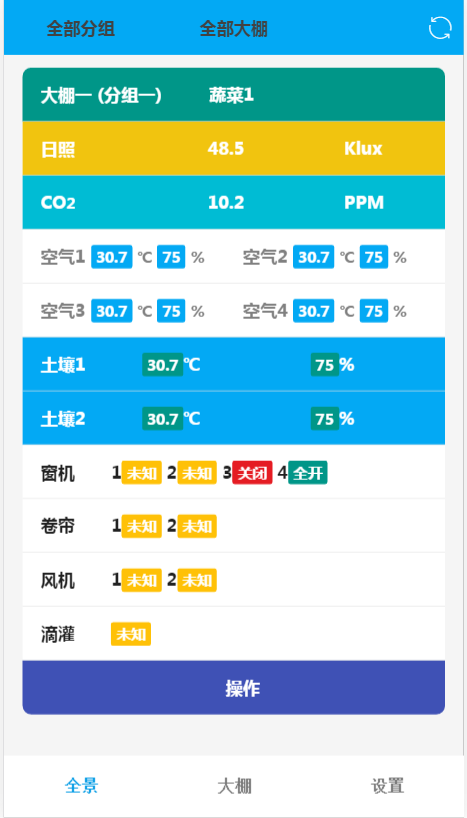 全部分组 全部大棚
大棚一 (分组一) 蔬菜1
日照 48.5 Klux
CO2 10.2 PPM
空气1 30.7 ℃ 75 % 空气2 30.7 ℃ 75 %
空气3 30.7 ℃ 75 % 空气4 30.7 ℃ 75 %
土壤1 30.7 ℃ 75 %
土壤2 30.7 ℃ 75 %
窗机 1 未知 2 未知 3 关闭 4 全开
卷帘 1 未知 2 未知
风机 1 未知 2 未知
滴灌 未知
操作
全景 大棚 设置